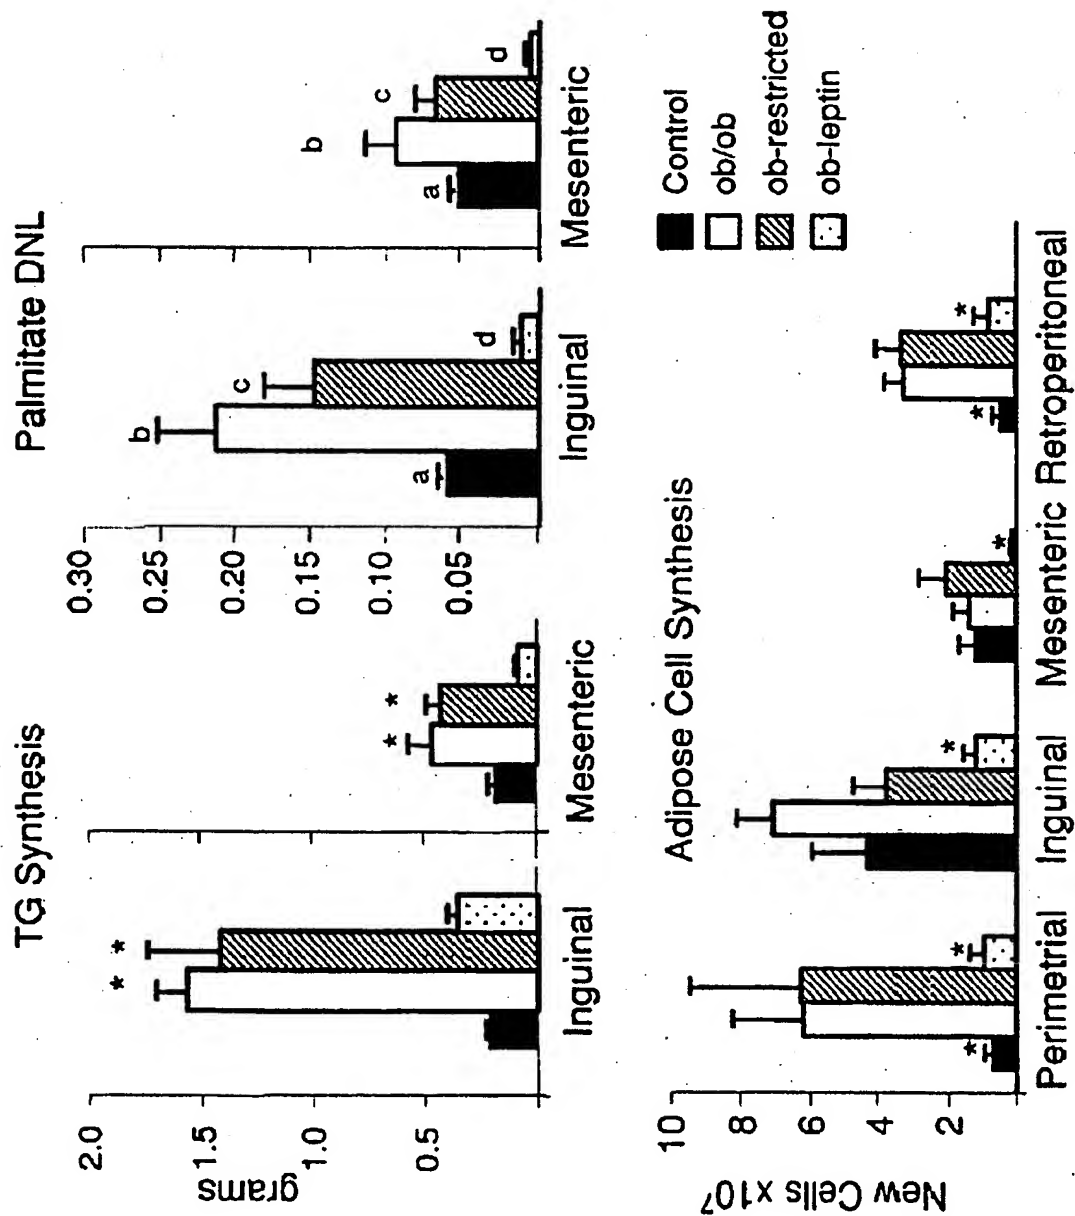 TG Synthesis
Palmitate DNL
grams
2.0
1.5
1.0
0.5
* *
Inguinal
* *
Mesenteric
0.30
0.25
0.20
0.15
0.10
0.05
a b c d
Inguinal
a b c d
Mesenteric
Adipose Cell Synthesis
Control
ob/ob
ob-restricted
ob-leptin
New Cells x10⁷
10
8
6
4
2
* *
*
*
* *
Perimetrial Inguinal Mesenteric Retroperitoneal